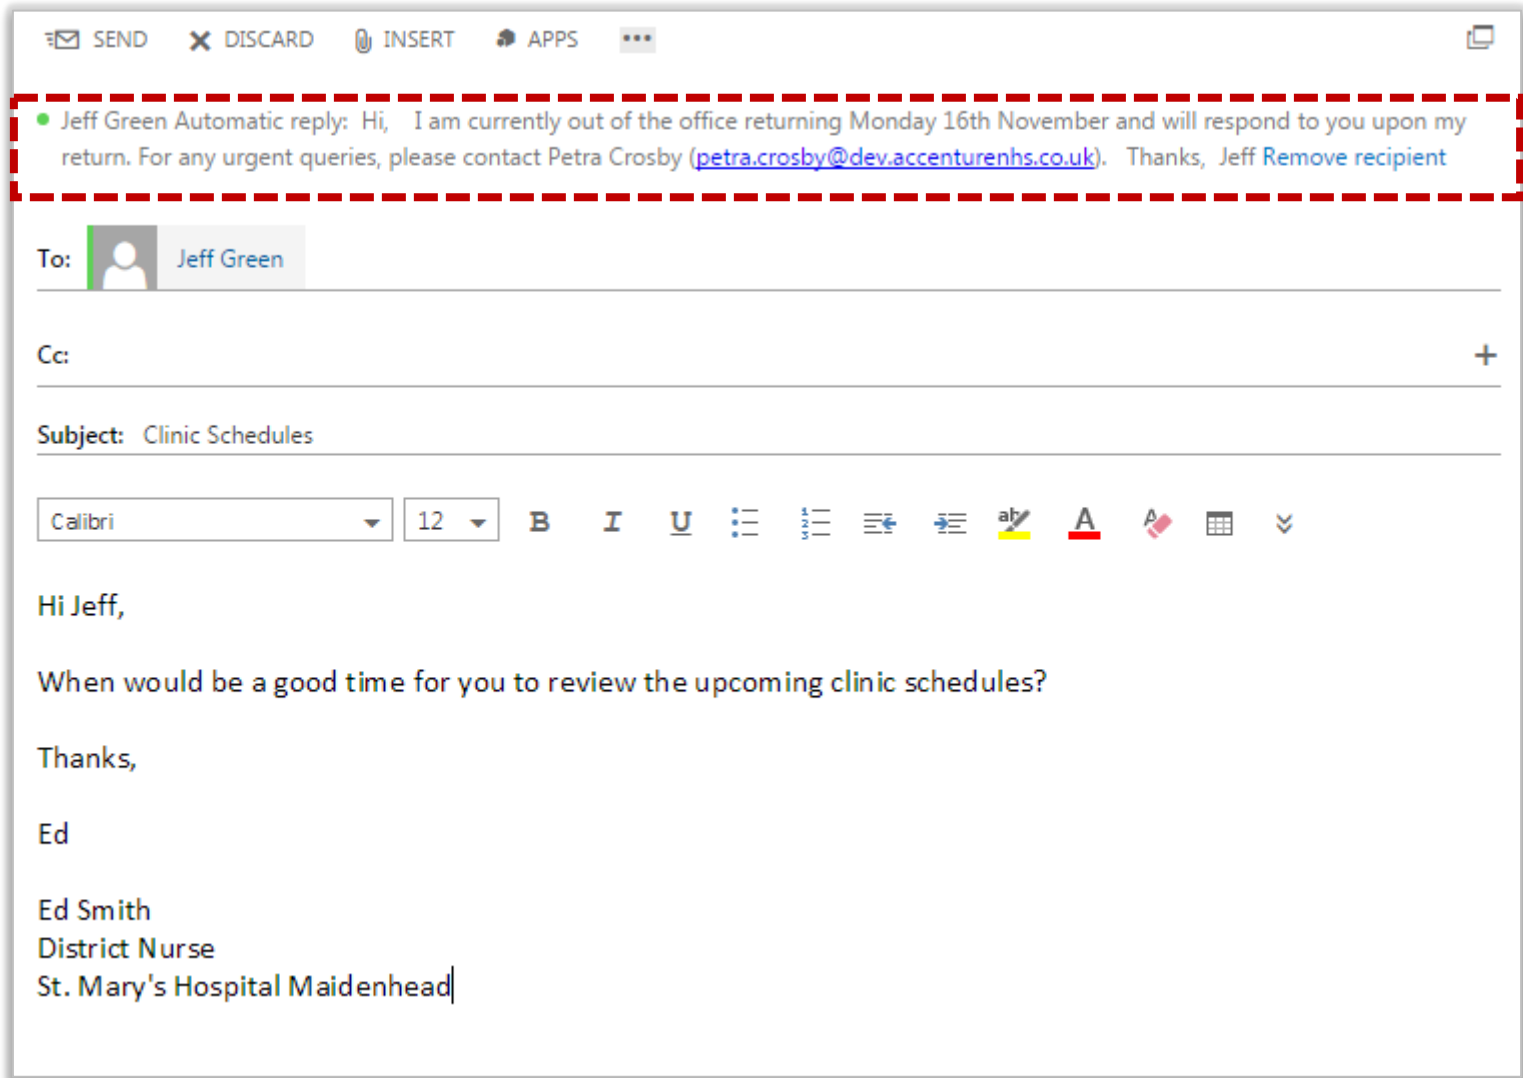 SEND DISCARD INSERT APPS •••
Jeff Green Automatic reply: Hi, I am currently out of the office returning Monday 16th November and will respond to you upon my
return. For any urgent queries, please contact Petra Crosby (petra.crosby@dev.accenturenhs.co.uk). Thanks, Jeff Remove recipient
To: Jeff Green
Cc: +
Subject: Clinic Schedules
Calibri 12 B I U
Hi Jeff,
When would be a good time for you to review the upcoming clinic schedules?
Thanks,
Ed
Ed Smith
District Nurse
St. Mary's Hospital Maidenhead